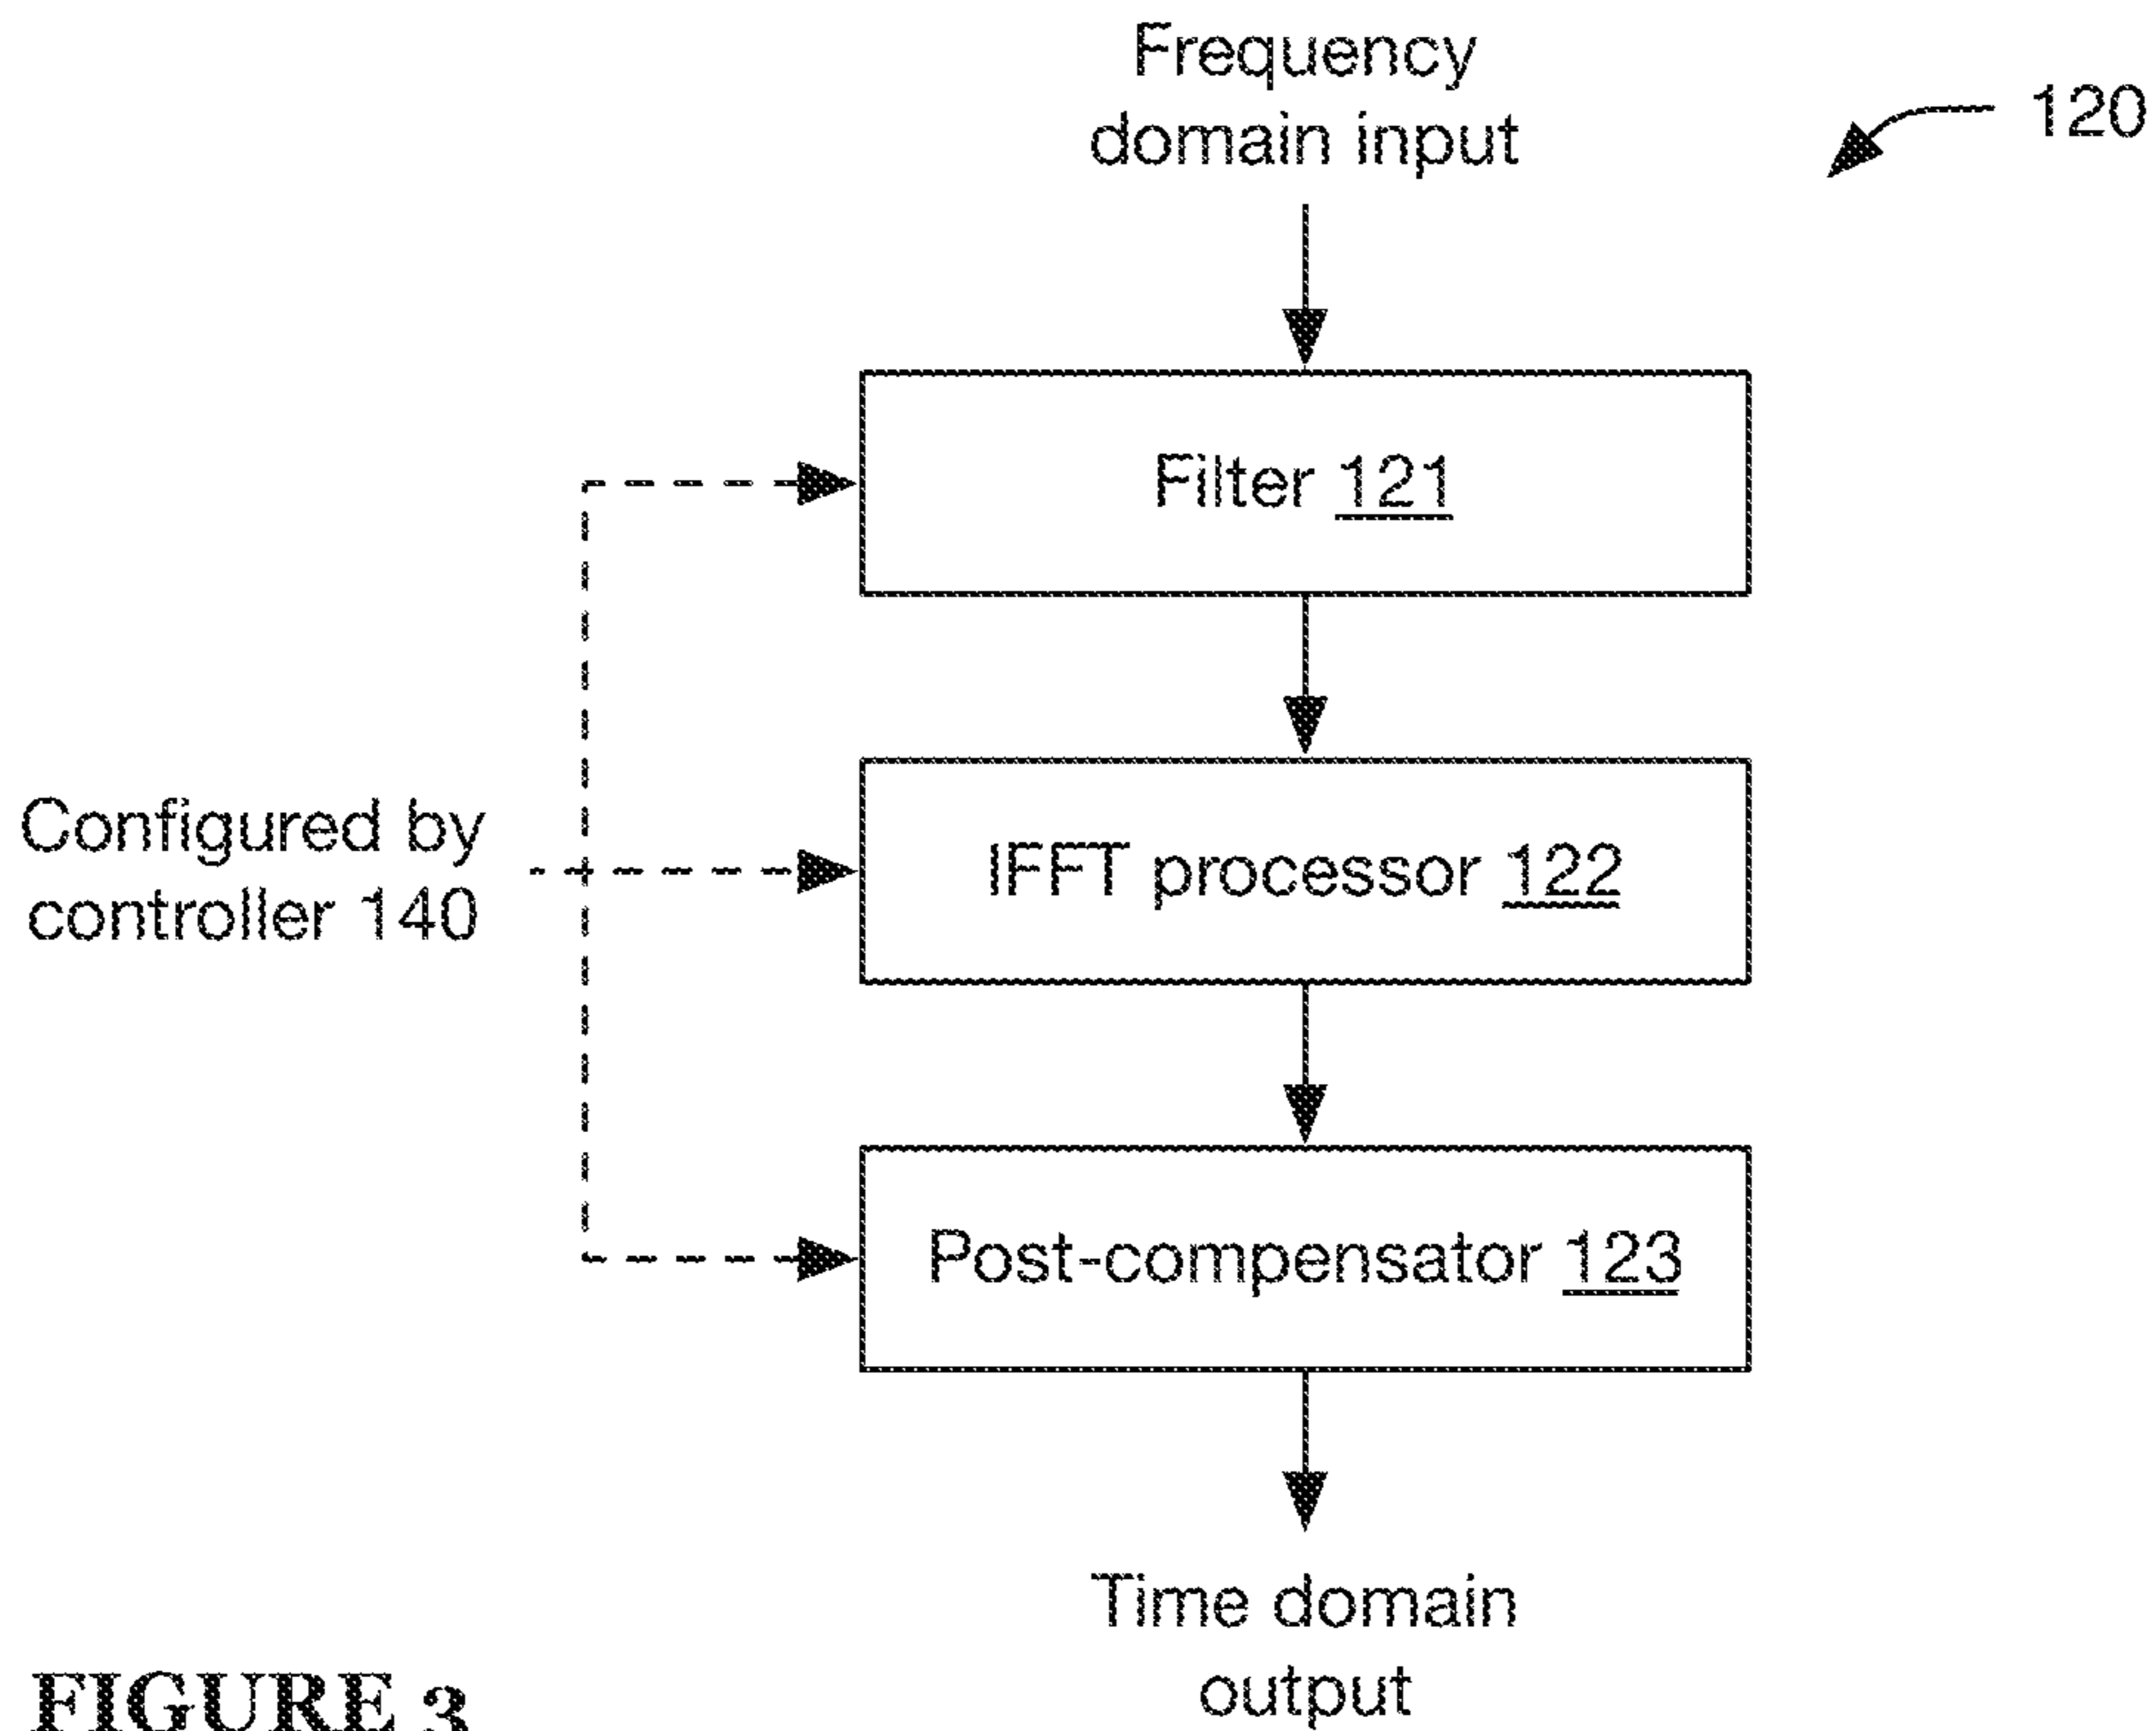 Frequency
domain input
120
Filter 121
Configured by
controller 140
IFFT processor 122
Post-compensator 123
Time domain
output
FIGURE 3